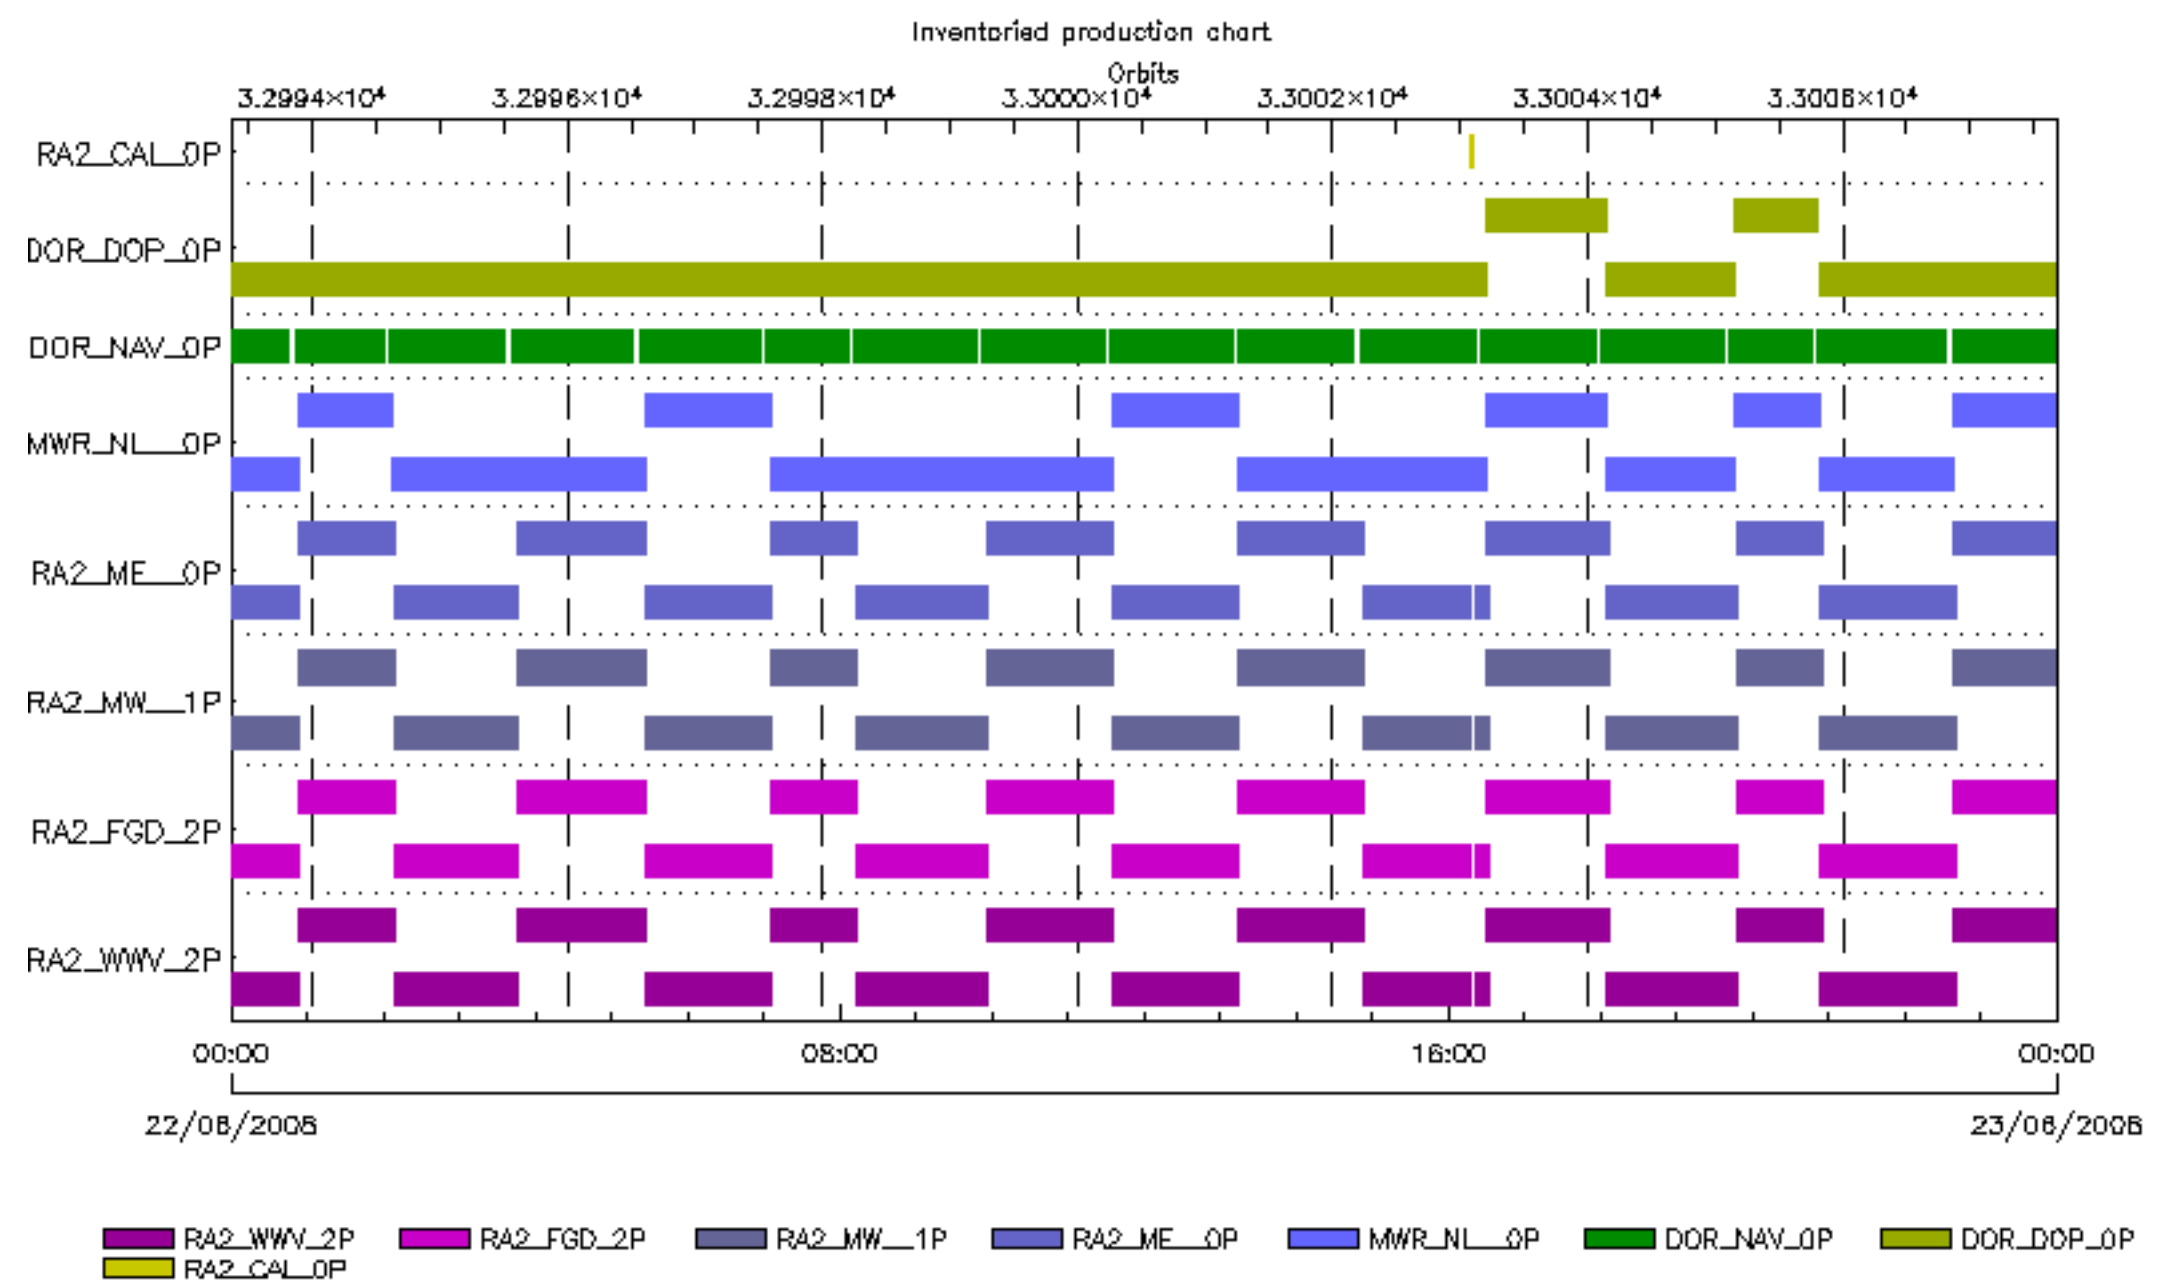 Inventoried production chart
Orbits
3.2994×10⁴ 3.2996×10⁴ 3.2998×10⁴ 3.3000×10⁴ 3.3002×10⁴ 3.3004×10⁴ 3.3006×10⁴
RA2_CAL_0P
DOR_DOP_0P
DOR_NAV_0P
MWR_NL__0P
RA2_ME__0P
RA2_MW__1P
RA2_FGD_2P
RA2_WWV_2P
00:00 08:00 16:00 00:00
22/06/2008 23/06/2008
RA2_WWV_2P RA2_FGD_2P RA2_MW__1P RA2_ME__0P MWR_NL__0P DOR_NAV_0P DOR_DOP_0P
RA2_CAL_0P